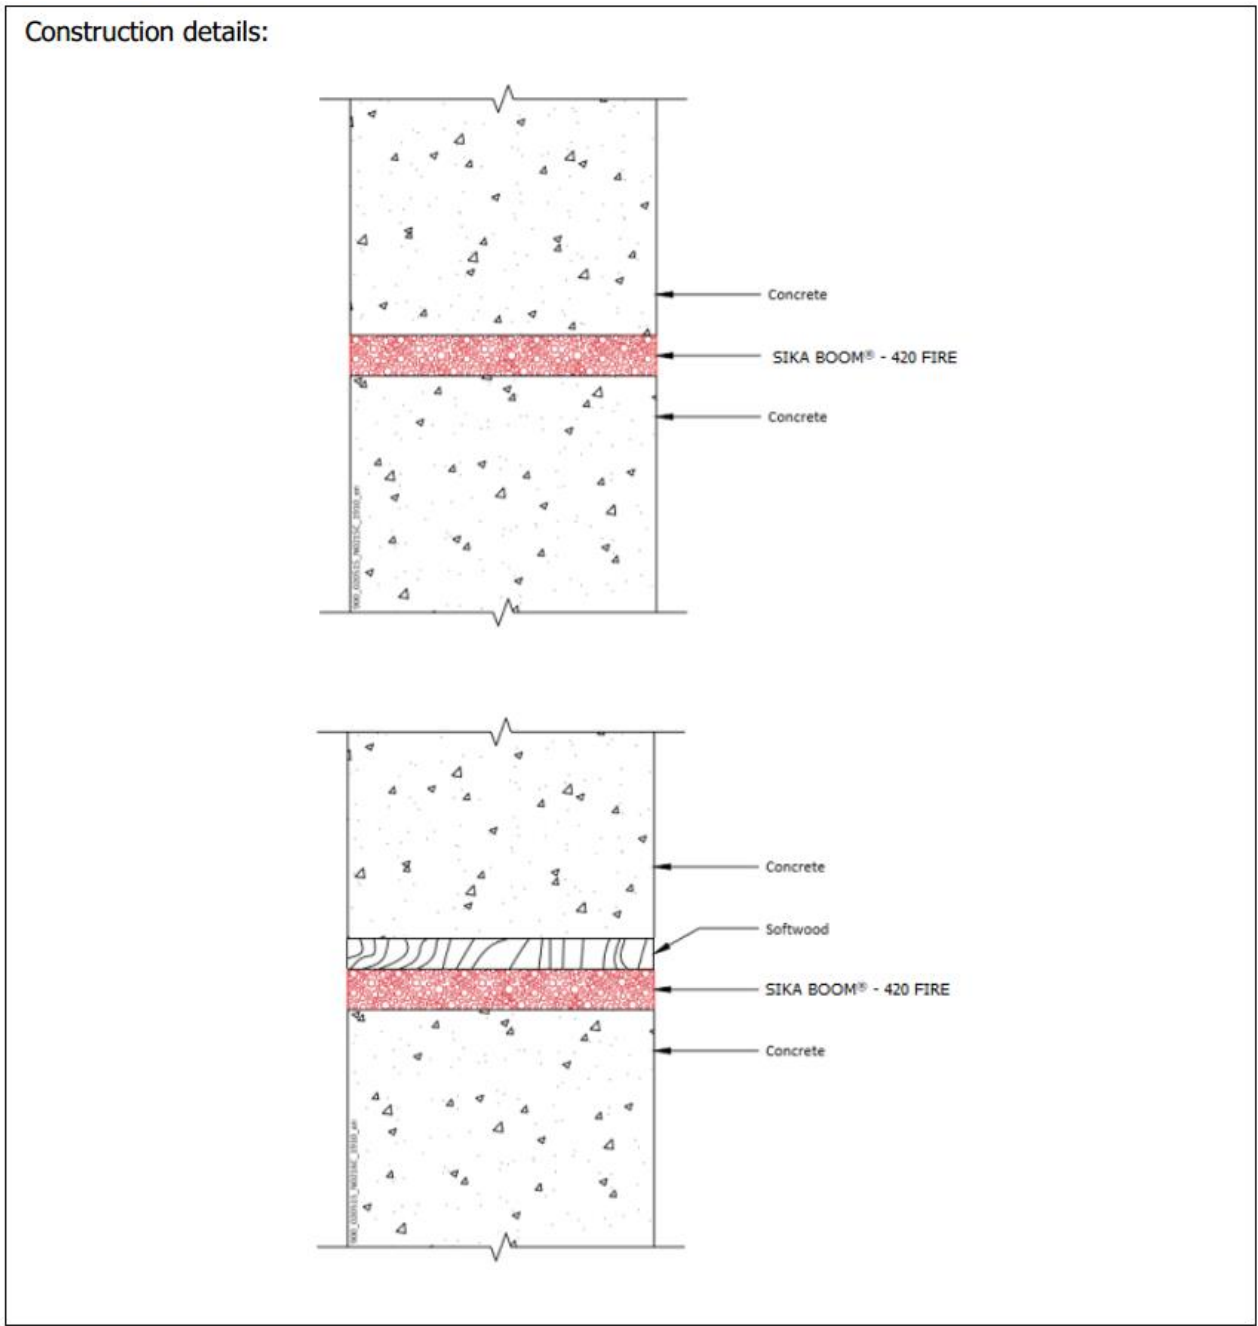 Construction details:
Concrete
SIKA BOOM® - 420 FIRE
Concrete
Concrete
Softwood
SIKA BOOM® - 420 FIRE
Concrete